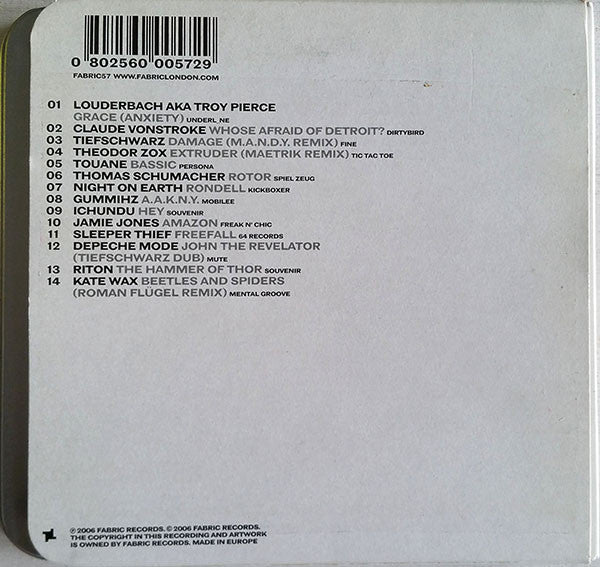 0 802560 005729
FABRIC57 WWW.FABRICLONDON.COM
01 LOUDERBACH AKA TROY PIERCE
GRACE (ANXIETY) UNDERL_NE
02 CLAUDE VONSTROKE WHOSE AFRAID OF DETROIT? DIRTYBIRD
03 TIEFSCHWARZ DAMAGE (M.A.N.D.Y. REMIX) FINE
04 THEODOR ZOX EXTRUDER (MAETRIK REMIX) TIC TAC TOE
05 TOUANE BASSIC PERSONA
06 THOMAS SCHUMACHER ROTOR SPIEL ZEUG
07 NIGHT ON EARTH RONDELL KICKBOXER
08 GUMMIHZ A.A.K.N.Y. MOBILEE
09 ICHUNDU HEY SOUVENIR
10 JAMIE JONES AMAZON FREAK N' CHIC
11 SLEEPER THIEF FREEFALL 64 RECORDS
12 DEPECHE MODE JOHN THE REVELATOR
(TIEFSCHWARZ DUB) MUTE
13 RITON THE HAMMER OF THOR SOUVENIR
14 KATE WAX BEETLES AND SPIDERS
(ROMAN FLÜGEL REMIX) MENTAL GROOVE
℗ 2006 FABRIC RECORDS. © 2006 FABRIC RECORDS.
THE COPYRIGHT IN THIS RECORDING AND ARTWORK
IS OWNED BY FABRIC RECORDS. MADE IN EUROPE